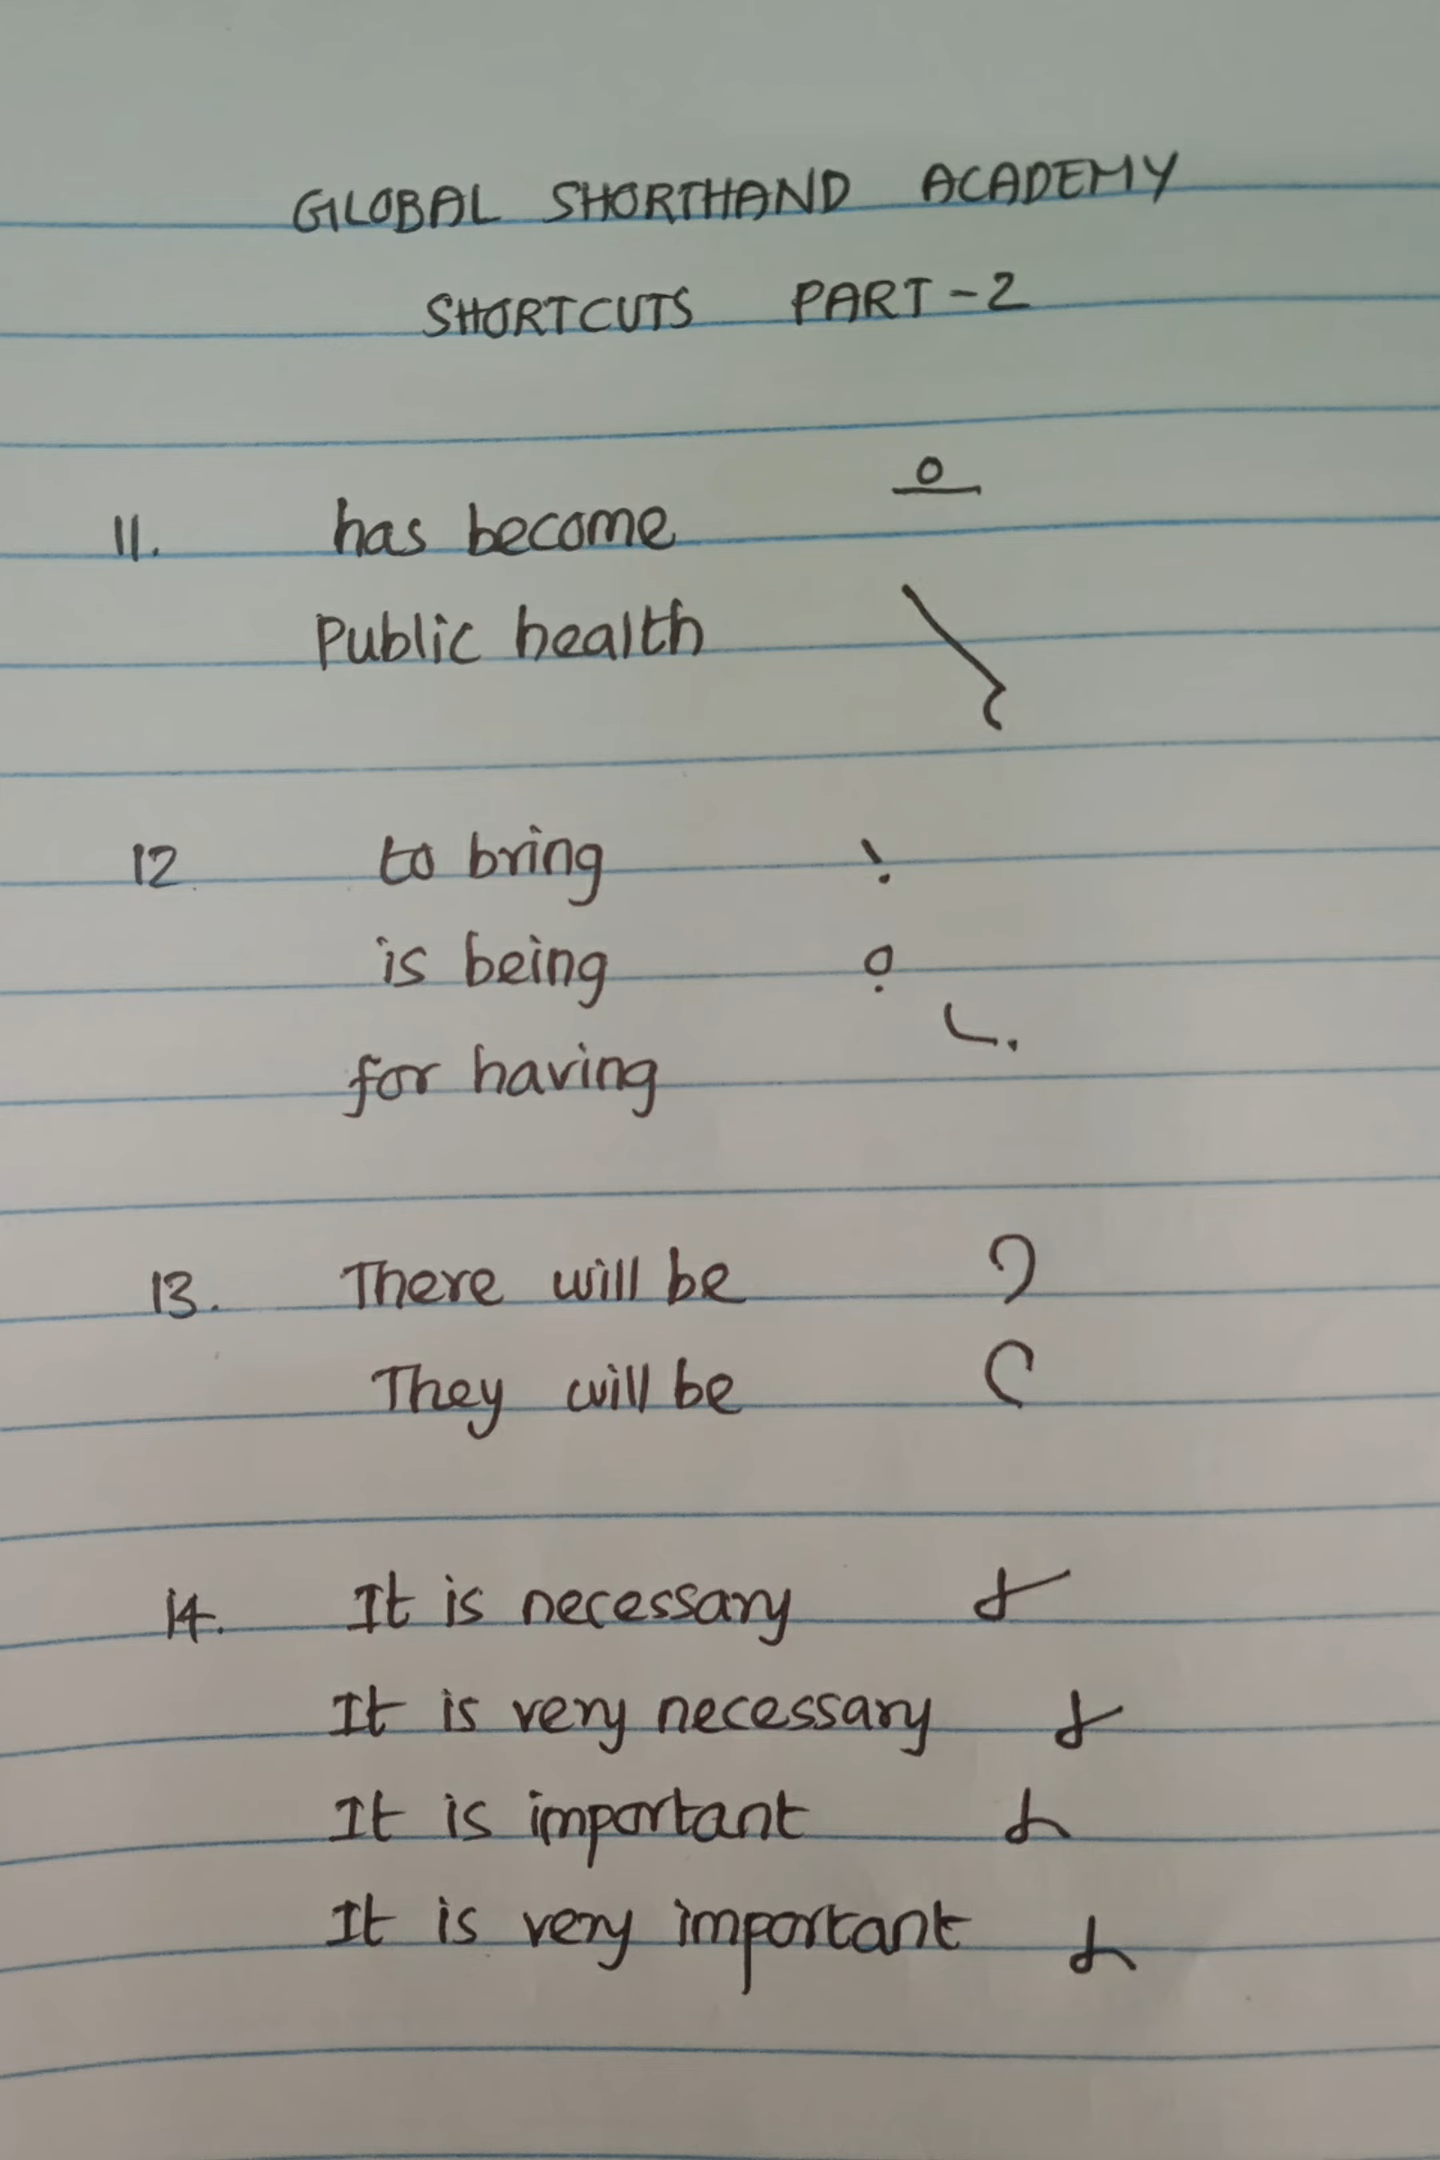 GLOBAL SHORTHAND ACADEMY
SHORTCUTS PART-2
11. has become
Public health
12 to bring
is being
for having
13. There will be
They will be
14. It is necessary
It is very necessary
It is important
It is very important